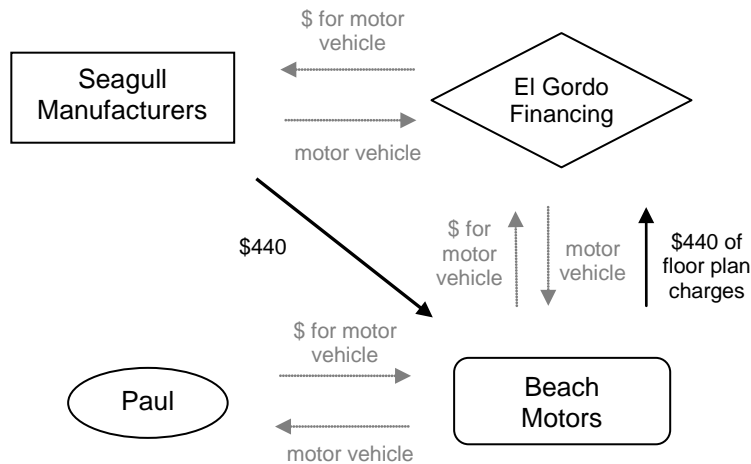 $ for motor
vehicle
Seagull
Manufacturers
El Gordo
Financing
motor vehicle
$440
$ for
motor
vehicle
motor
vehicle
$440 of
floor plan
charges
$ for motor
vehicle
Paul
Beach
Motors
motor vehicle